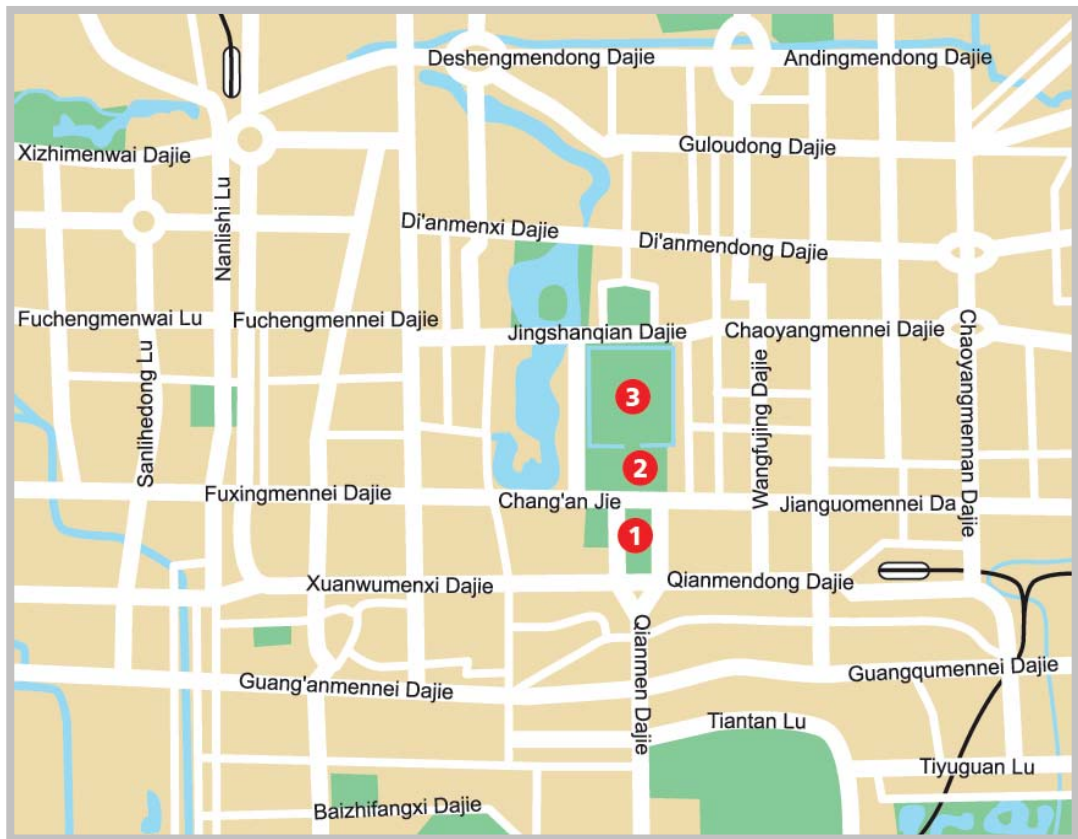 Deshengmendong Dajie
Andingmendong Dajie
Xizhimenwai Dajie
Guloudong Dajie
Nanlishi Lu
Di'anmenxi Dajie
Di'anmendong Dajie
Fuchengmenwai Lu
Fuchengmennei Dajie
Jingshanqian Dajie
Chaoyangmennei Dajie
Sanlihedong Lu
Wangfujing Dajie
Chaoyangmennan Dajie
3
2
Fuxingmennei Dajie
Chang'an Jie
Jianguomennei Da
1
Xuanwumenxi Dajie
Qianmendong Dajie
Qianmen Dajie
Guang'anmennei Dajie
Guangqumennei Dajie
Tiantan Lu
Tiyuguan Lu
Baizhifangxi Dajie